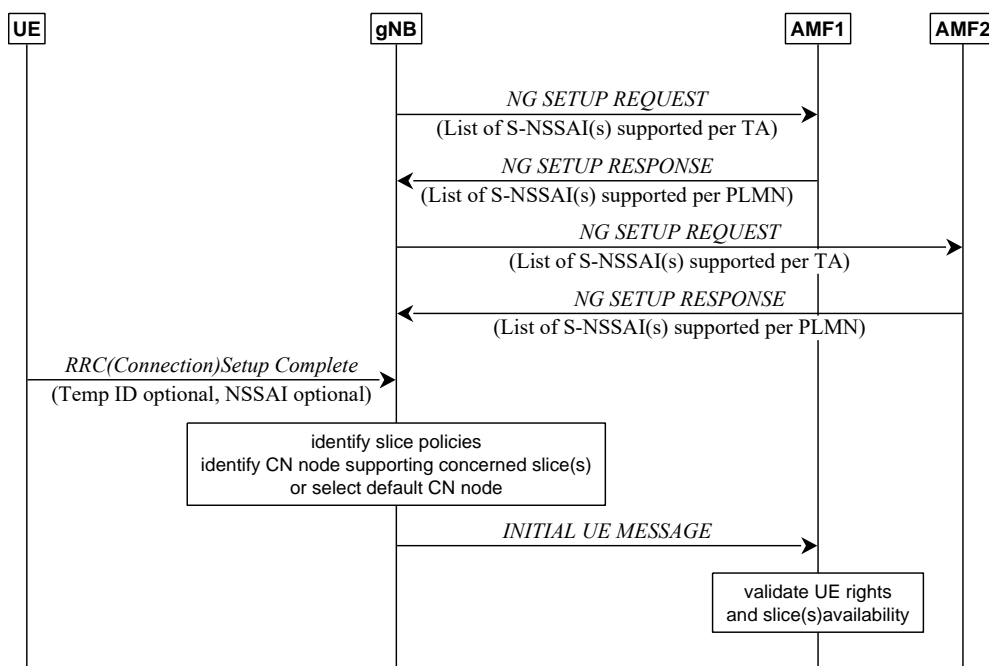 UE gNB AMF1 AMF2
NG SETUP REQUEST
(List of S-NSSAI(s) supported per TA)
NG SETUP RESPONSE
(List of S-NSSAI(s) supported per PLMN)
NG SETUP REQUEST
(List of S-NSSAI(s) supported per TA)
NG SETUP RESPONSE
(List of S-NSSAI(s) supported per PLMN)
RRC(Connection)Setup Complete
(Temp ID optional, NSSAI optional)
identify slice policies
identify CN node supporting concerned slice(s)
or select default CN node
INITIAL UE MESSAGE
validate UE rights
and slice(s)availability